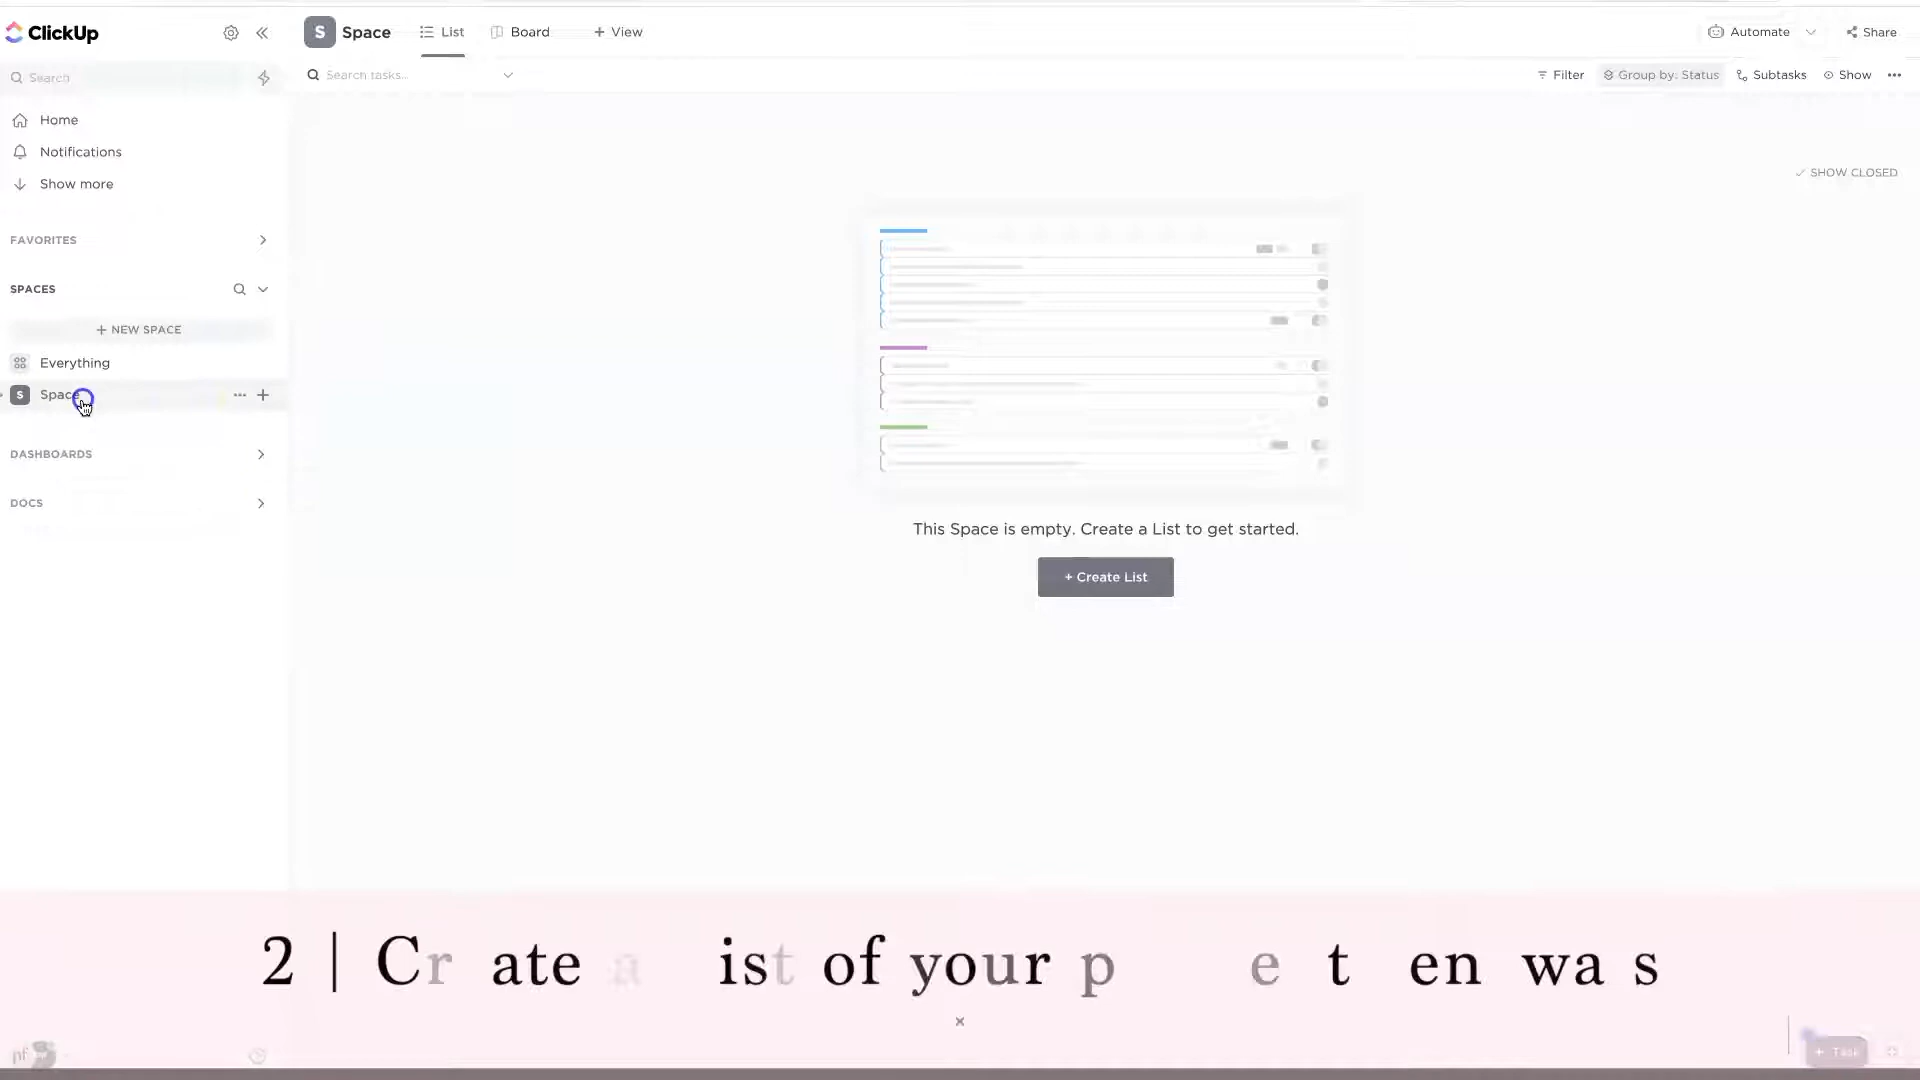 ClickUp
S Space
List
Board
+ View
Automate
Share
Search
Search tasks...
Filter
Group by: Status
Subtasks
Show
Home
Notifications
Show more
SHOW CLOSED
FAVORITES
SPACES
+ NEW SPACE
Everything
S Space
DASHBOARDS
DOCS
This Space is empty. Create a List to get started.
+ Create List
2 | Cr ate a ist of your p e t en wa s
pf
+ Task